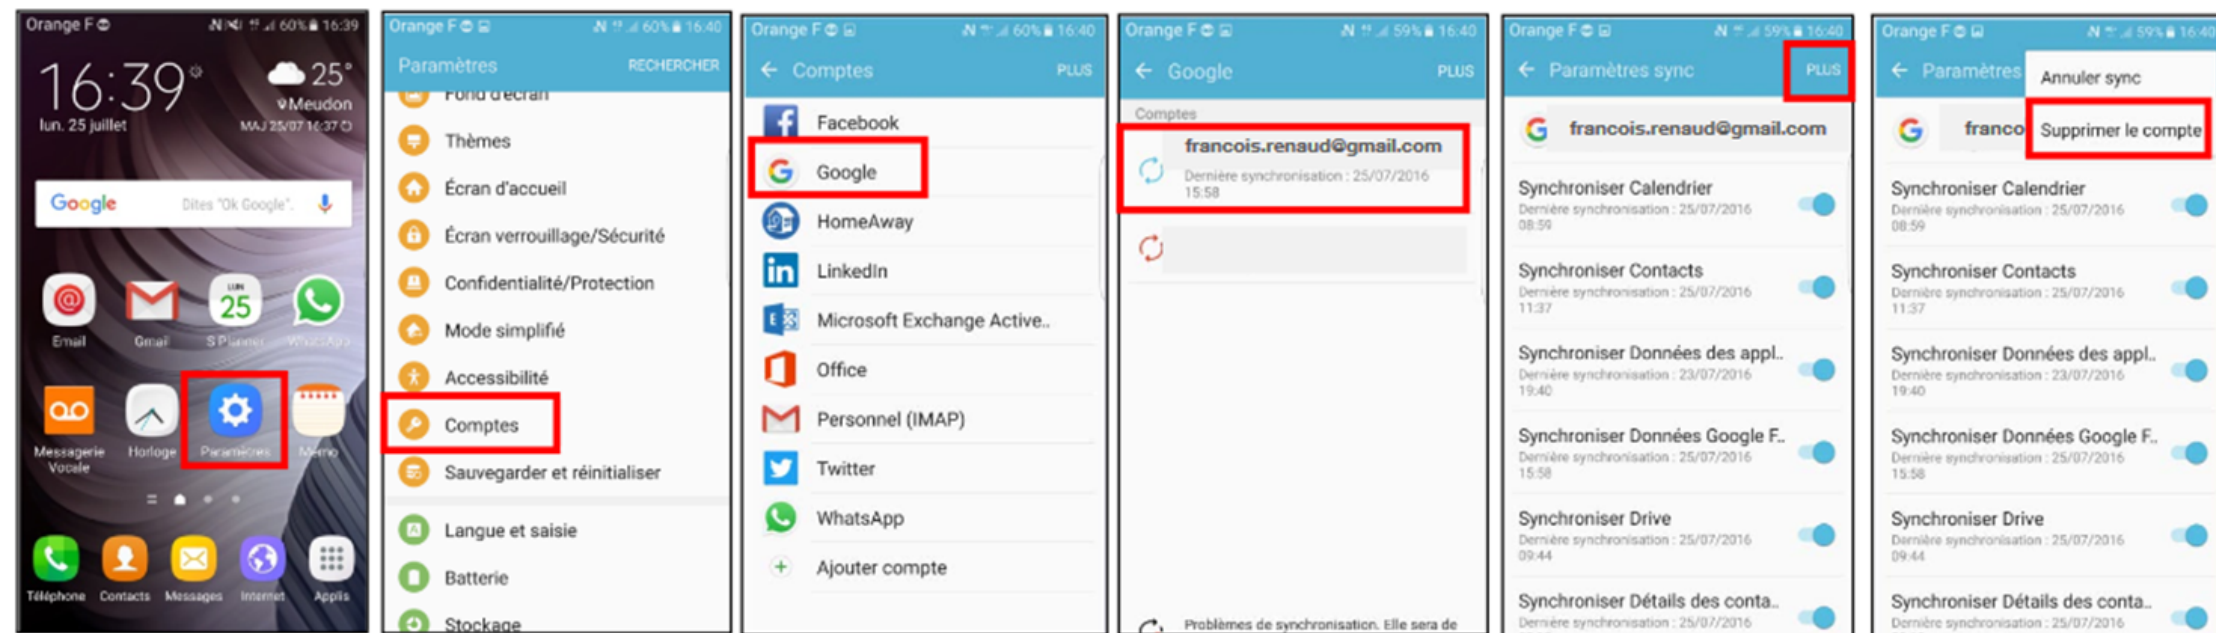 Orange F 60% 16:39
16:39
25°
Meudon
lun. 25 juillet
MAJ 25/07 16:37
Google Dites "Ok Google".
LUN
25
Email Gmail S Planner WhatsApp
Messagerie Vocale
Horloge Paramètres Mémo
Téléphone Contacts Messages Internet Applis
Orange F 60% 16:40
Paramètres RECHERCHER
Fond d'écran
Thèmes
Écran d'accueil
Écran verrouillage/Sécurité
Confidentialité/Protection
Mode simplifié
Accessibilité
Comptes
Sauvegarder et réinitialiser
Langue et saisie
Batterie
Stockage
Orange F 60% 16:40
Comptes PLUS
Facebook
Google
HomeAway
LinkedIn
Microsoft Exchange Active..
Office
Personnel (IMAP)
Twitter
WhatsApp
Ajouter compte
Orange F 59% 16:40
Google PLUS
Comptes
francois.renaud@gmail.com
Dernière synchronisation : 25/07/2016
15:58
Problèmes de synchronisation. Elle sera de
Orange F 59% 16:40
Paramètres sync PLUS
francois.renaud@gmail.com
Synchroniser Calendrier
Dernière synchronisation : 25/07/2016
08:59
Synchroniser Contacts
Dernière synchronisation : 25/07/2016
11:37
Synchroniser Données des appl..
Dernière synchronisation : 23/07/2016
19:40
Synchroniser Données Google F..
Dernière synchronisation : 25/07/2016
15:58
Synchroniser Drive
Dernière synchronisation : 25/07/2016
09:44
Synchroniser Détails des conta..
Dernière synchronisation : 25/07/2016
Orange F 59% 16:40
Paramètres
Annuler sync
franco
Supprimer le compte
Synchroniser Calendrier
Dernière synchronisation : 25/07/2016
08:59
Synchroniser Contacts
Dernière synchronisation : 25/07/2016
11:37
Synchroniser Données des appl..
Dernière synchronisation : 23/07/2016
19:40
Synchroniser Données Google F..
Dernière synchronisation : 25/07/2016
15:58
Synchroniser Drive
Dernière synchronisation : 25/07/2016
09:44
Synchroniser Détails des conta..
Dernière synchronisation : 25/07/2016